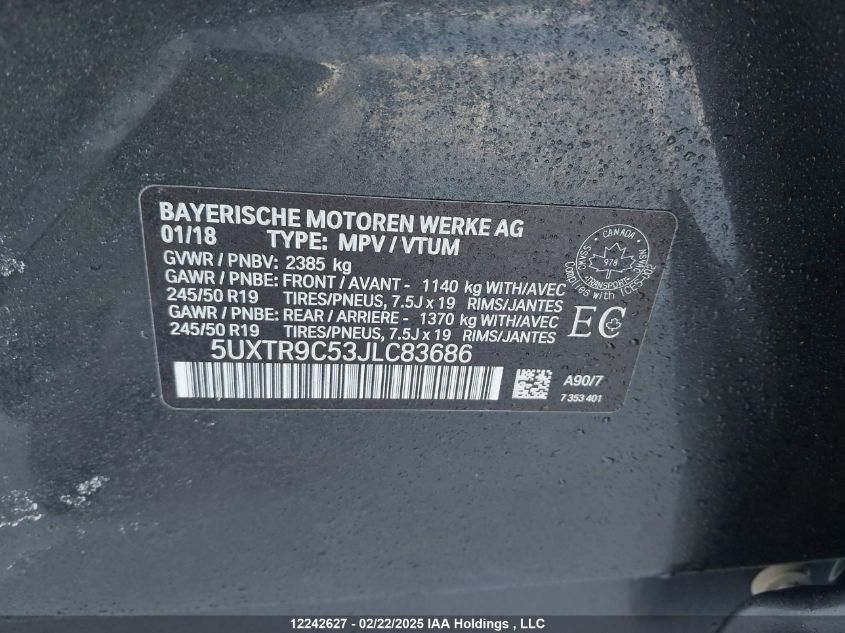 BAYERISCHE MOTOREN WERKE AG
01/18 TYPE: MPV / VTUM
GVWR / PNBV: 2385 kg
GAWR / PNBE: FRONT / AVANT - 1140 kg WITH/AVEC
245/50 R19 TIRES/PNEUS, 7.5J x 19 RIMS/JANTES
GAWR / PNBE: REAR / ARRIERE - 1370 kg WITH/AVEC
245/50 R19 TIRES/PNEUS, 7.5J x 19 RIMS/JANTES
5UXTR9C53JLC83686
CANADA
978
TRANSPORT
Complies with
EC
A90/7
7 353 401
12242627 - 02/22/2025 IAA Holdings , LLC